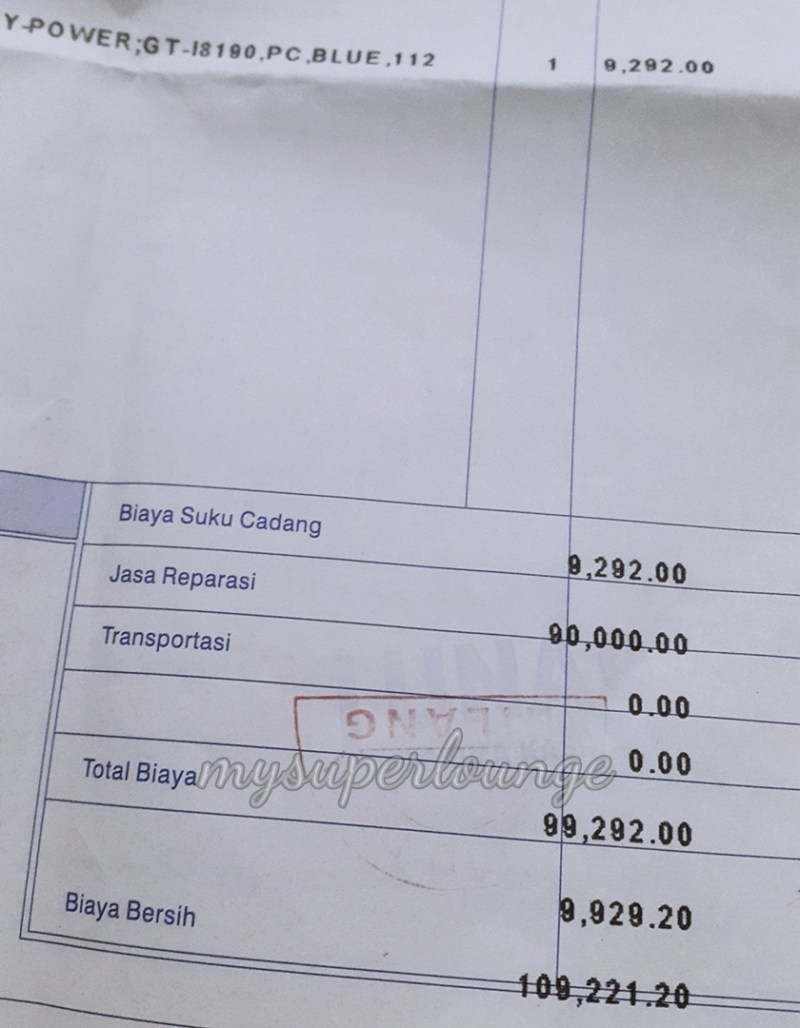 Y-POWER;GT-I8190,PC,BLUE,112 1 9,292.00
Biaya Suku Cadang 9,292.00
Jasa Reparasi 90,000.00
Transportasi 0.00
0.00
Total Biaya 99,292.00
9,929.20
Biaya Bersih 109,221.20
mysuperlounge